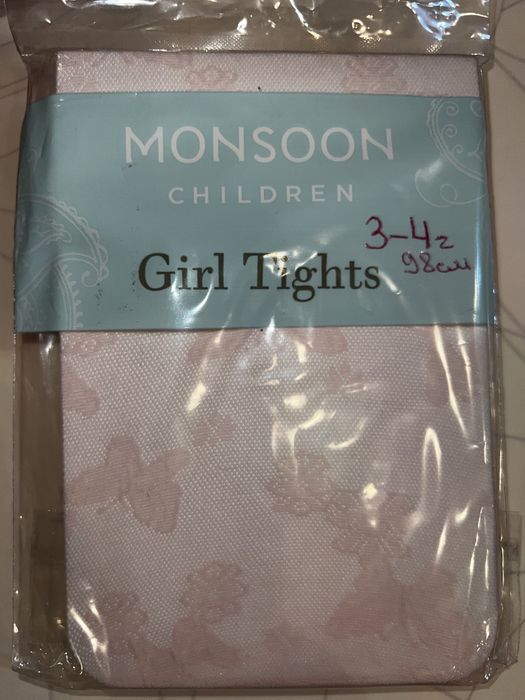 MONSOON
CHILDREN
3-4г
98см
Girl Tights